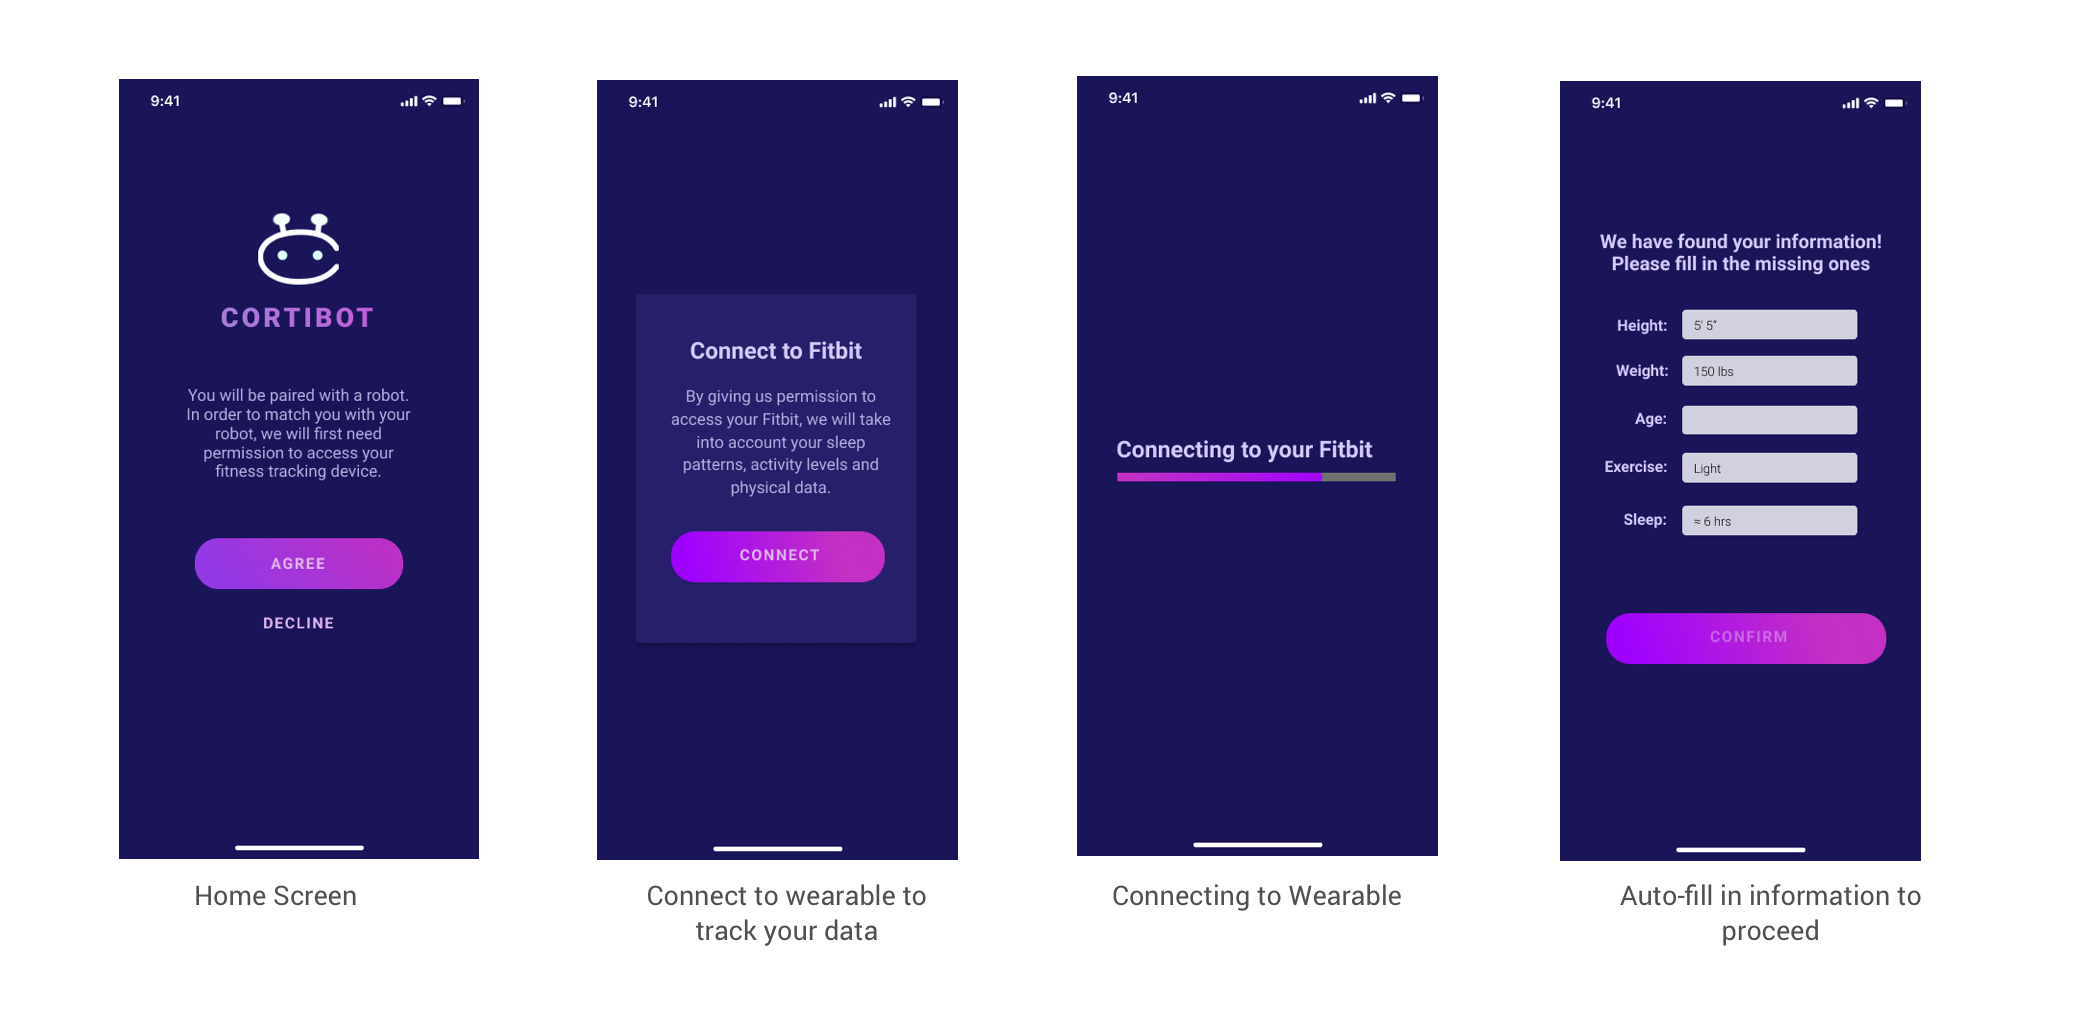 9:41
CORTIBOT
You will be paired with a robot.
In order to match you with your
robot, we will first need
permission to access your
fitness tracking device.
AGREE
DECLINE
Home Screen
9:41
Connect to Fitbit
By giving us permission to
access your Fitbit, we will take
into account your sleep
patterns, activity levels and
physical data.
CONNECT
Connect to wearable to
track your data
9:41
Connecting to your Fitbit
Connecting to Wearable
9:41
We have found your information!
Please fill in the missing ones
Height: 5' 5”
Weight: 150 lbs
Age:
Exercise: Light
Sleep: ≈ 6 hrs
CONFIRM
Auto-fill in information to
proceed